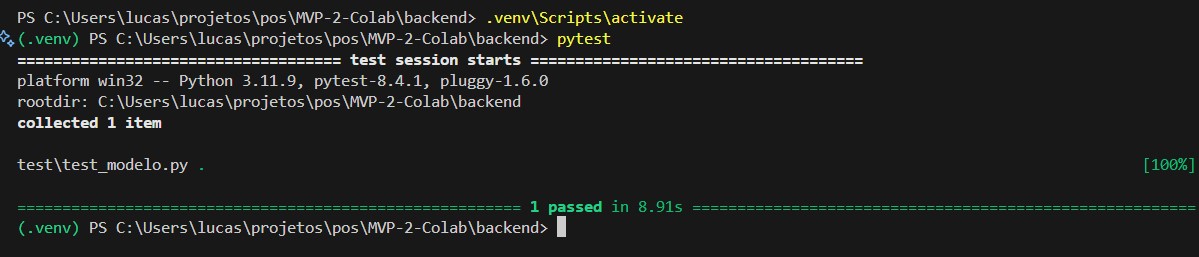 PS C:\Users\lucas\projetos\pos\MVP-2-Colab\backend> .venv\Scripts\activate
(.venv) PS C:\Users\lucas\projetos\pos\MVP-2-Colab\backend> pytest
==================================== test session starts =====================================
platform win32 -- Python 3.11.9, pytest-8.4.1, pluggy-1.6.0
rootdir: C:\Users\lucas\projetos\pos\MVP-2-Colab\backend
collected 1 item
test\test_modelo.py . [100%]
======================================================== 1 passed in 8.91s ========================================================
(.venv) PS C:\Users\lucas\projetos\pos\MVP-2-Colab\backend>